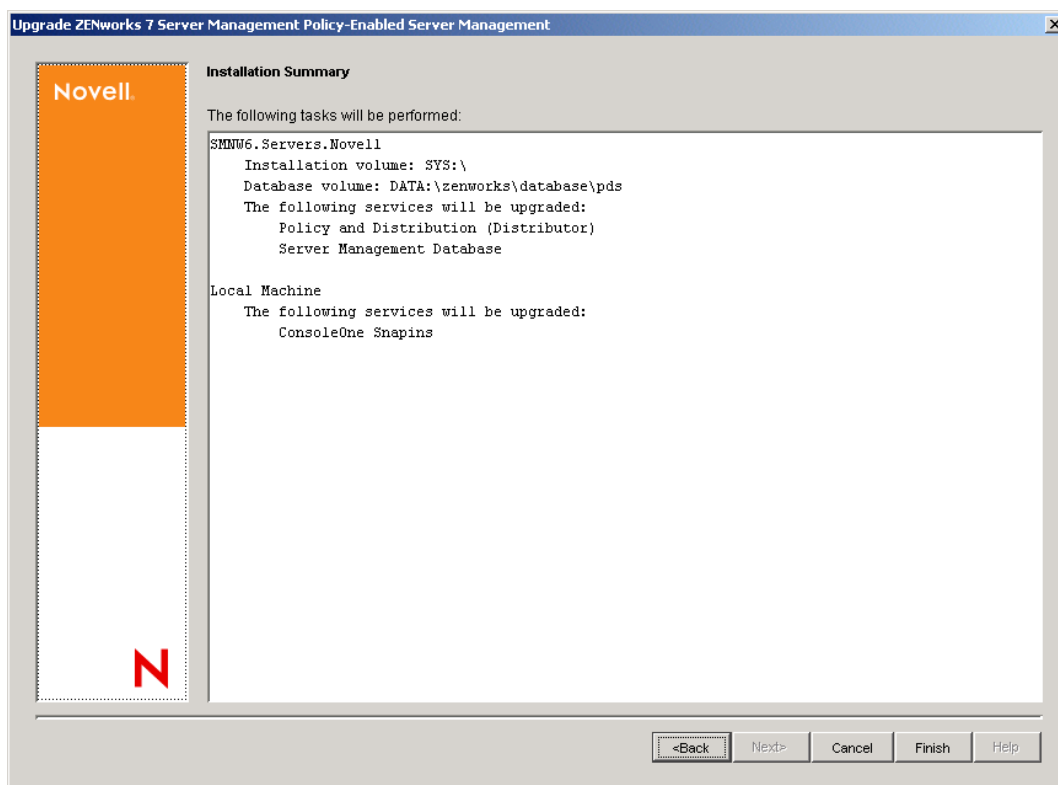 Upgrade ZENworks 7 Server Management Policy-Enabled Server Management
Novell.
Installation Summary
The following tasks will be performed:
SMNW6.Servers.Novell
Installation volume: SYS:\
Database volume: DATA:\zenworks\database\pds
The following services will be upgraded:
Policy and Distribution (Distributor)
Server Management Database
Local Machine
The following services will be upgraded:
ConsoleOne Snapins
N
<Back Next> Cancel Finish Help